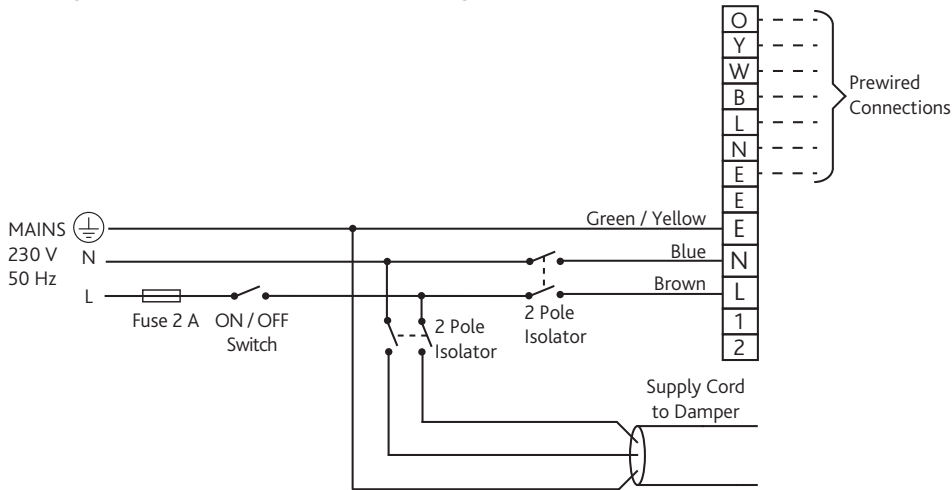 O
Y
W
B
L
N
E
E
E
N
L
1
2
Prewired
Connections
Green / Yellow
Blue
Brown
MAINS
230 V
50 Hz
N
L
Fuse 2 A
ON / OFF
Switch
2 Pole
Isolator
2 Pole
Isolator
Supply Cord
to Damper